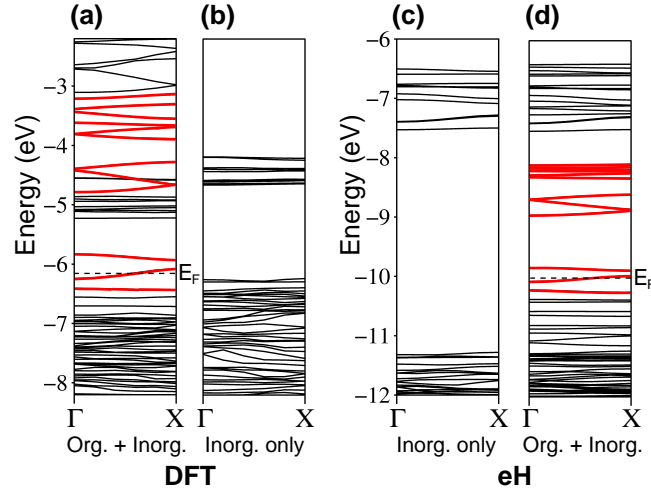 (a) (b) (c) (d)
Energy (eV)
−3
−4
−5
−6
−7
−8
E_F
Γ X Γ X
Org. + Inorg. Inorg. only
DFT
Energy (eV)
−6
−7
−8
−9
−10
−11
−12
E_F
Γ X Γ X
Inorg. only Org. + Inorg.
eH